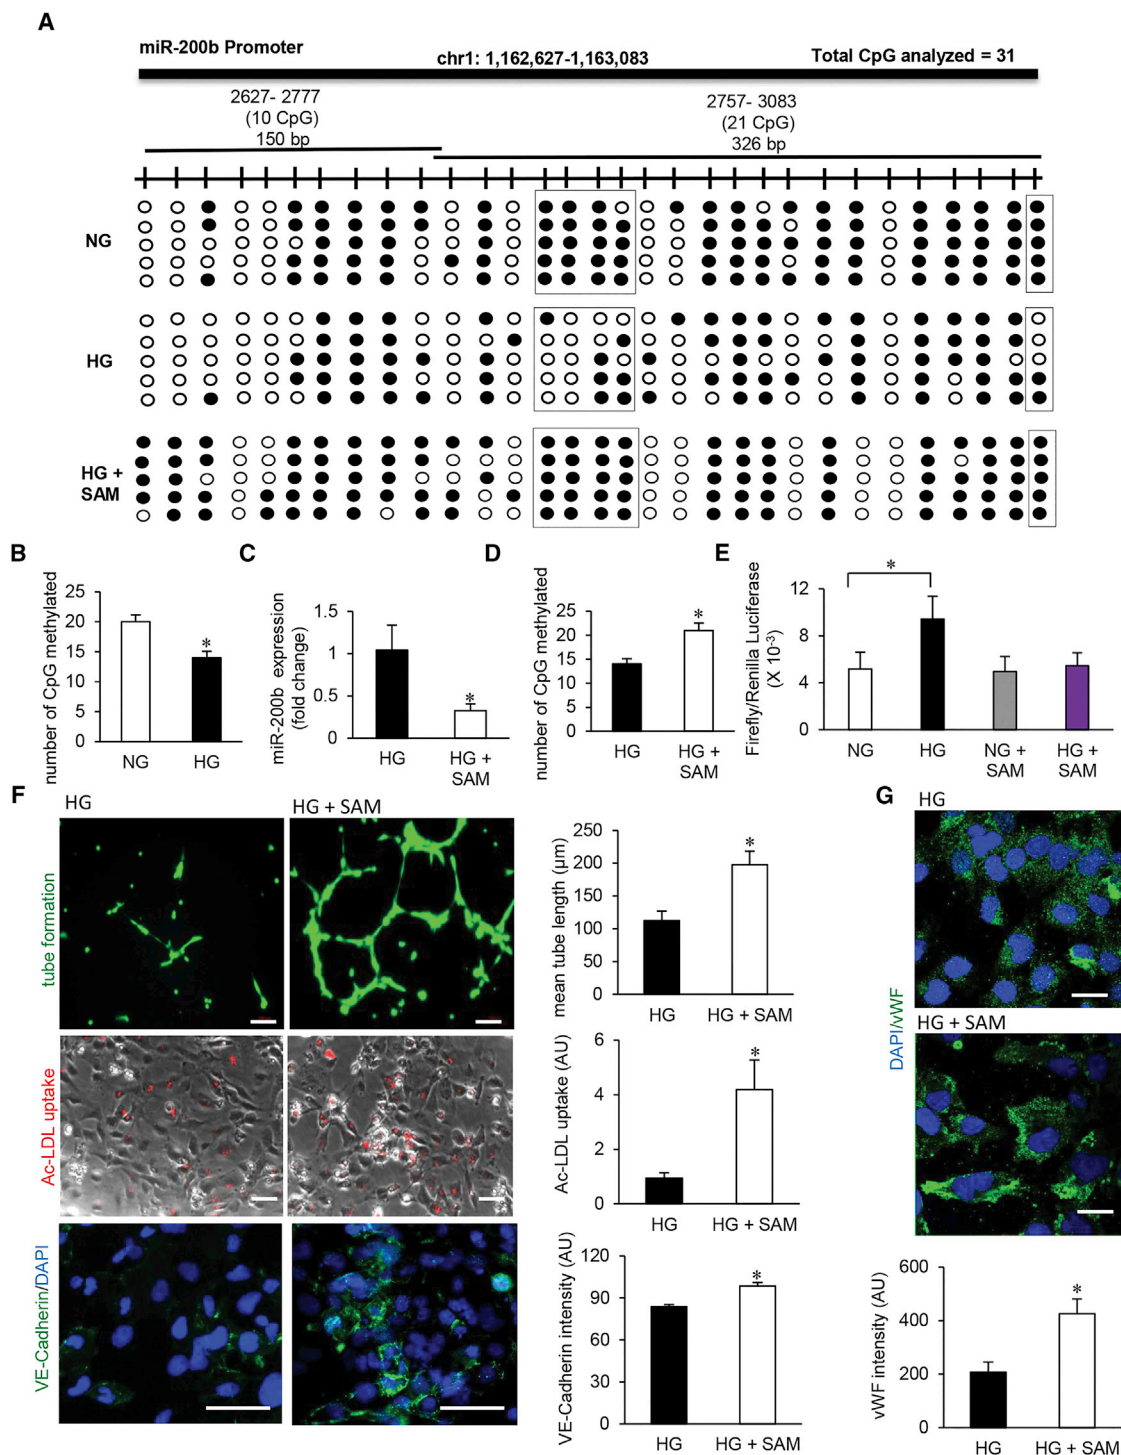 A
miR-200b Promoter
chr1: 1,162,627-1,163,083
Total CpG analyzed = 31
2627- 2777
(10 CpG)
150 bp
2757- 3083
(21 CpG)
326 bp
NG
HG
HG +
SAM
B
number of CpG methylated
25
20
15
10
5
0
*
NG
HG
C
miR-200b expression
(fold change)
1.5
1
0.5
0
*
HG
HG +
SAM
D
number of CpG methylated
25
20
15
10
5
0
*
HG
HG +
SAM
E
Firefly/Renilla Luciferase
(X 10⁻³)
12
8
4
0
*
NG
HG
NG +
SAM
HG +
SAM
F
HG
HG + SAM
tube formation
mean tube length (µm)
250
200
150
100
50
0
*
HG
HG + SAM
Ac-LDL uptake
Ac-LDL uptake (AU)
6
4
2
0
*
HG
HG + SAM
VE-Cadherin/DAPI
VE-Cadherin intensity (AU)
120
90
60
30
0
*
HG
HG + SAM
G
HG
HG + SAM
DAPI/vWF
vWF intensity (AU)
600
400
200
0
*
HG
HG + SAM